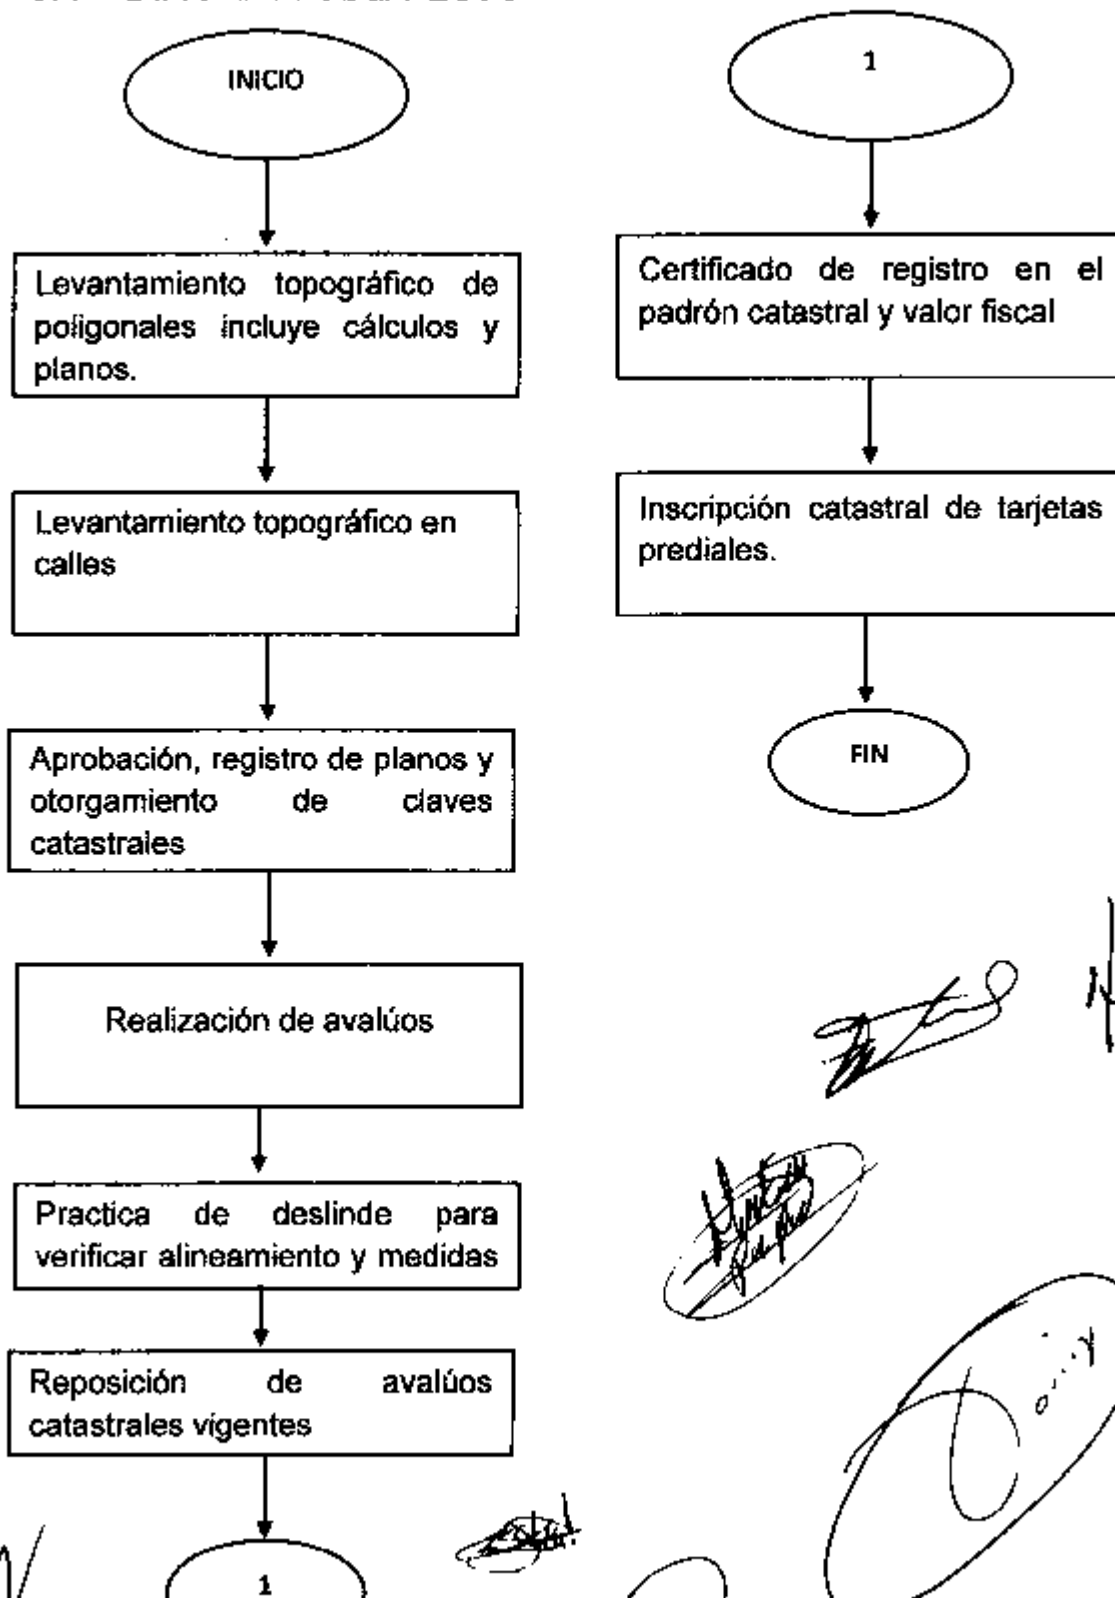 INICIO
Levantamiento topográfico de
poligonales incluye cálculos y
planos.
Levantamiento topográfico en
calles
Aprobación, registro de planos y
otorgamiento de claves
catastrales
Realización de avalúos
Practica de deslinde para
verificar alineamiento y medidas
Reposición de avalúos
catastrales vigentes
1
1
Certificado de registro en el
padrón catastral y valor fiscal
Inscripción catastral de tarjetas
prediales.
FIN